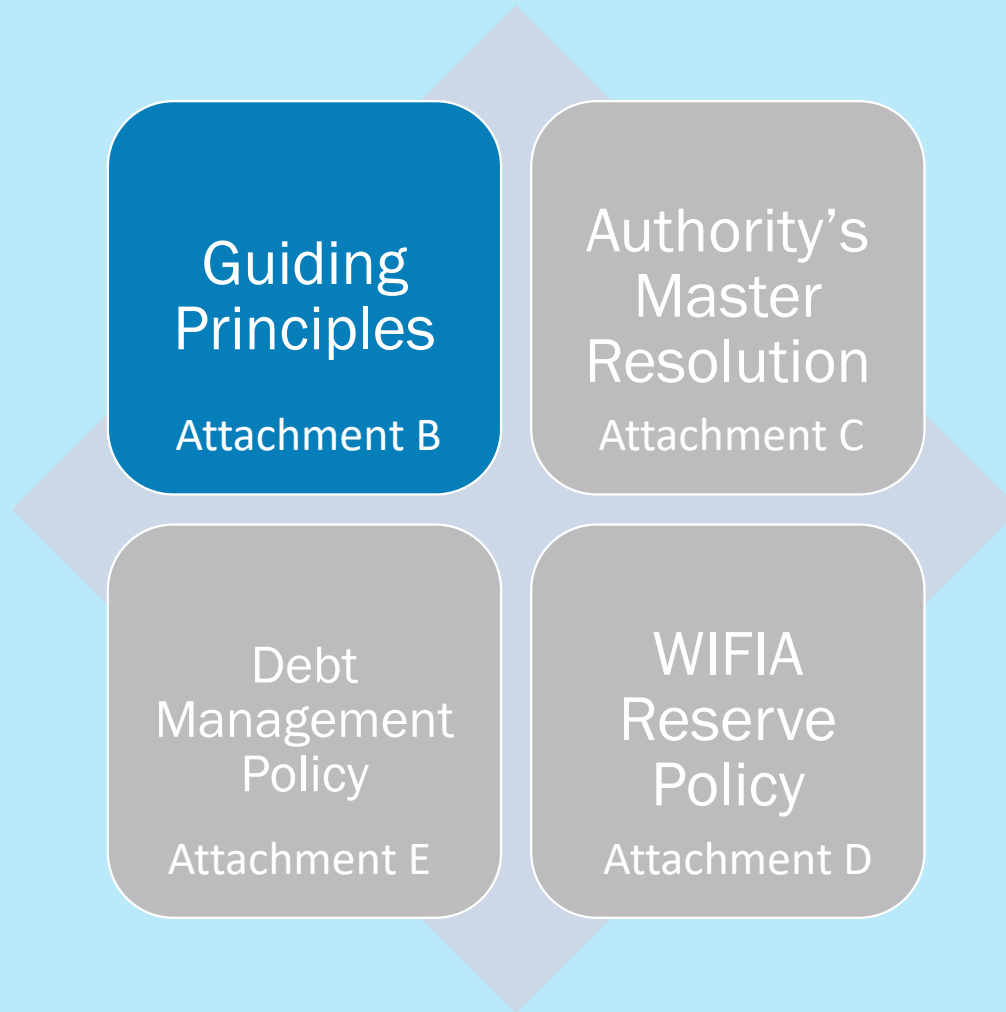 Guiding
Principles
Attachment B
Authority’s
Master
Resolution
Attachment C
Debt
Management
Policy
Attachment E
WIFIA
Reserve
Policy
Attachment D